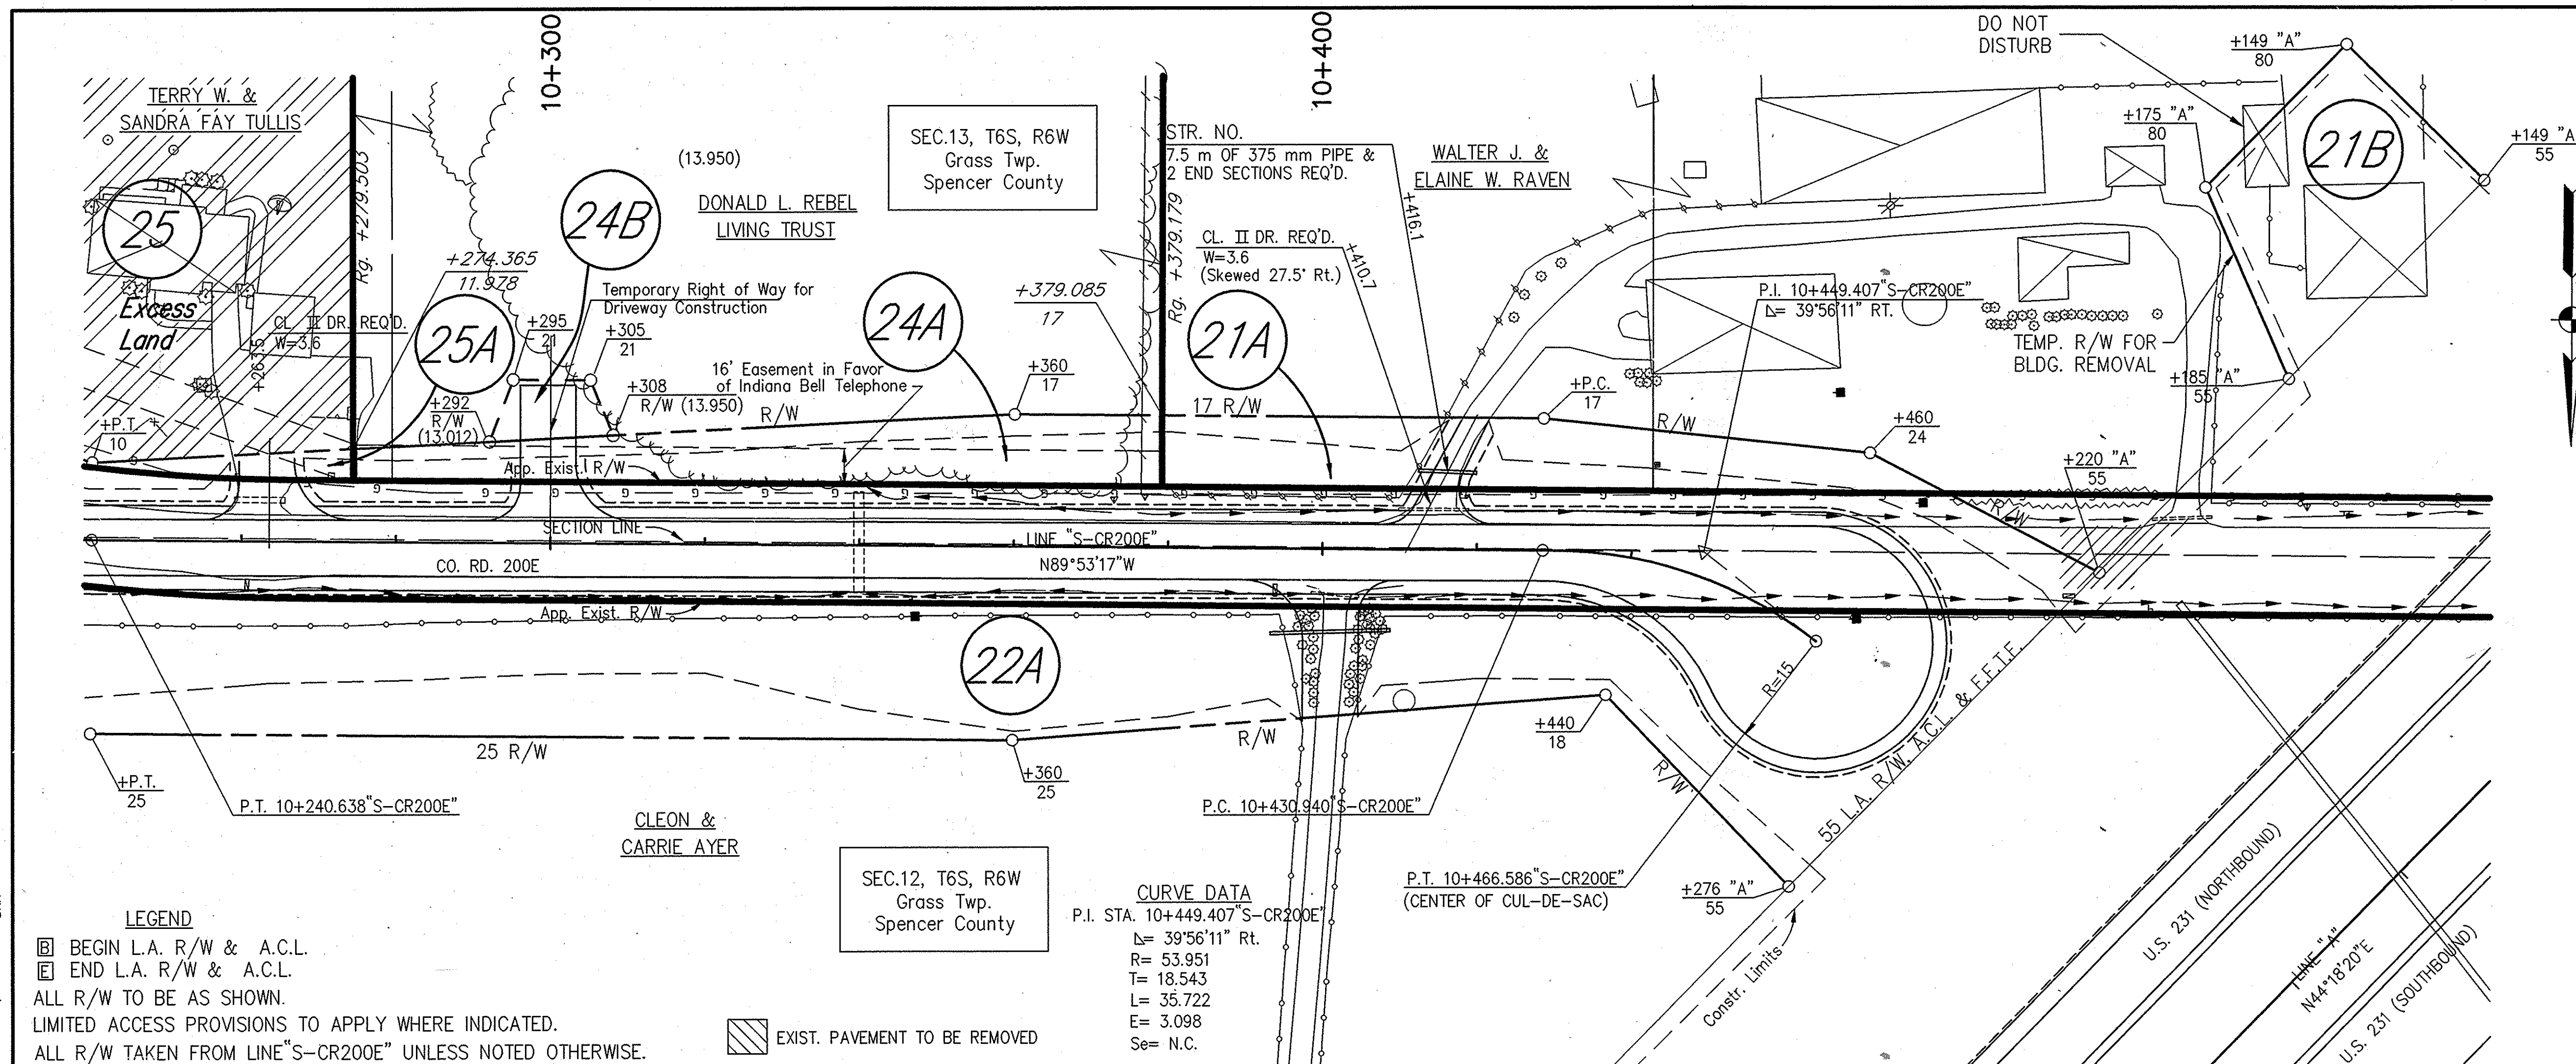 10+300
10+400
DO NOT
DISTURB
+149 "A"
80
+175 "A"
80
+149 "A
55
21B
TERRY W. &
SANDRA FAY TULLIS
Rg. +279.503
25
Excess
Land
CL. II DR. REQ'D.
W=3.6
+263.5
(13.950)
24B
DONALD L. REBEL
LIVING TRUST
SEC.13, T6S, R6W
Grass Twp.
Spencer County
STR. NO.
7.5 m OF 375 mm PIPE &
2 END SECTIONS REQ'D.
WALTER J. &
ELAINE W. RAVEN
Rg. +379.179
+416.1
+410.7
CL. II DR. REQ'D.
W=3.6
(Skewed 27.5° Rt.)
+274.365
11.978
25A
Temporary Right of Way for
Driveway Construction
+295
21
+305
21
24A
+379.085
17
21A
P.I. 10+449.407"S-CR200E"
Δ= 39°56'11" RT.
TEMP. R/W FOR
BLDG. REMOVAL
+185 "A"
55
16' Easement in Favor
of Indiana Bell Telephone
+308
R/W (13.950)
R/W
+360
17
17 R/W
+P.C.
17
R/W
+460
24
+292
R/W
(13.012)
+P.T.
10
App. Exist. R/W
+220 "A"
55
R/W
SECTION LINE
LINE "S-CR200E"
CO. RD. 200E
N89°53'17"W
App. Exist. R/W
22A
R=15
+440
18
R/W
25 R/W
R/W
+360
25
+P.T.
25
P.T. 10+240.638"S-CR200E"
P.C. 10+430.940"S-CR200E"
55 L.A. R/W, A.C.L. & F.F.T.F.
CLEON &
CARRIE AYER
SEC.12, T6S, R6W
Grass Twp.
Spencer County
P.T. 10+466.586"S-CR200E"
(CENTER OF CUL-DE-SAC)
+276 "A"
55
Constr. Limits
U.S. 231 (NORTHBOUND)
LINE "A"
N44°18'20"E
U.S. 231 (SOUTHBOUND)
CURVE DATA
P.I. STA. 10+449.407"S-CR200E"
Δ= 39°56'11" Rt.
R= 53.951
T= 18.543
L= 35.722
E= 3.098
Se= N.C.
LEGEND
B BEGIN L.A. R/W & A.C.L.
E END L.A. R/W & A.C.L.
ALL R/W TO BE AS SHOWN.
LIMITED ACCESS PROVISIONS TO APPLY WHERE INDICATED.
ALL R/W TAKEN FROM LINE"S-CR200E" UNLESS NOTED OTHERWISE.
EXIST. PAVEMENT TO BE REMOVED